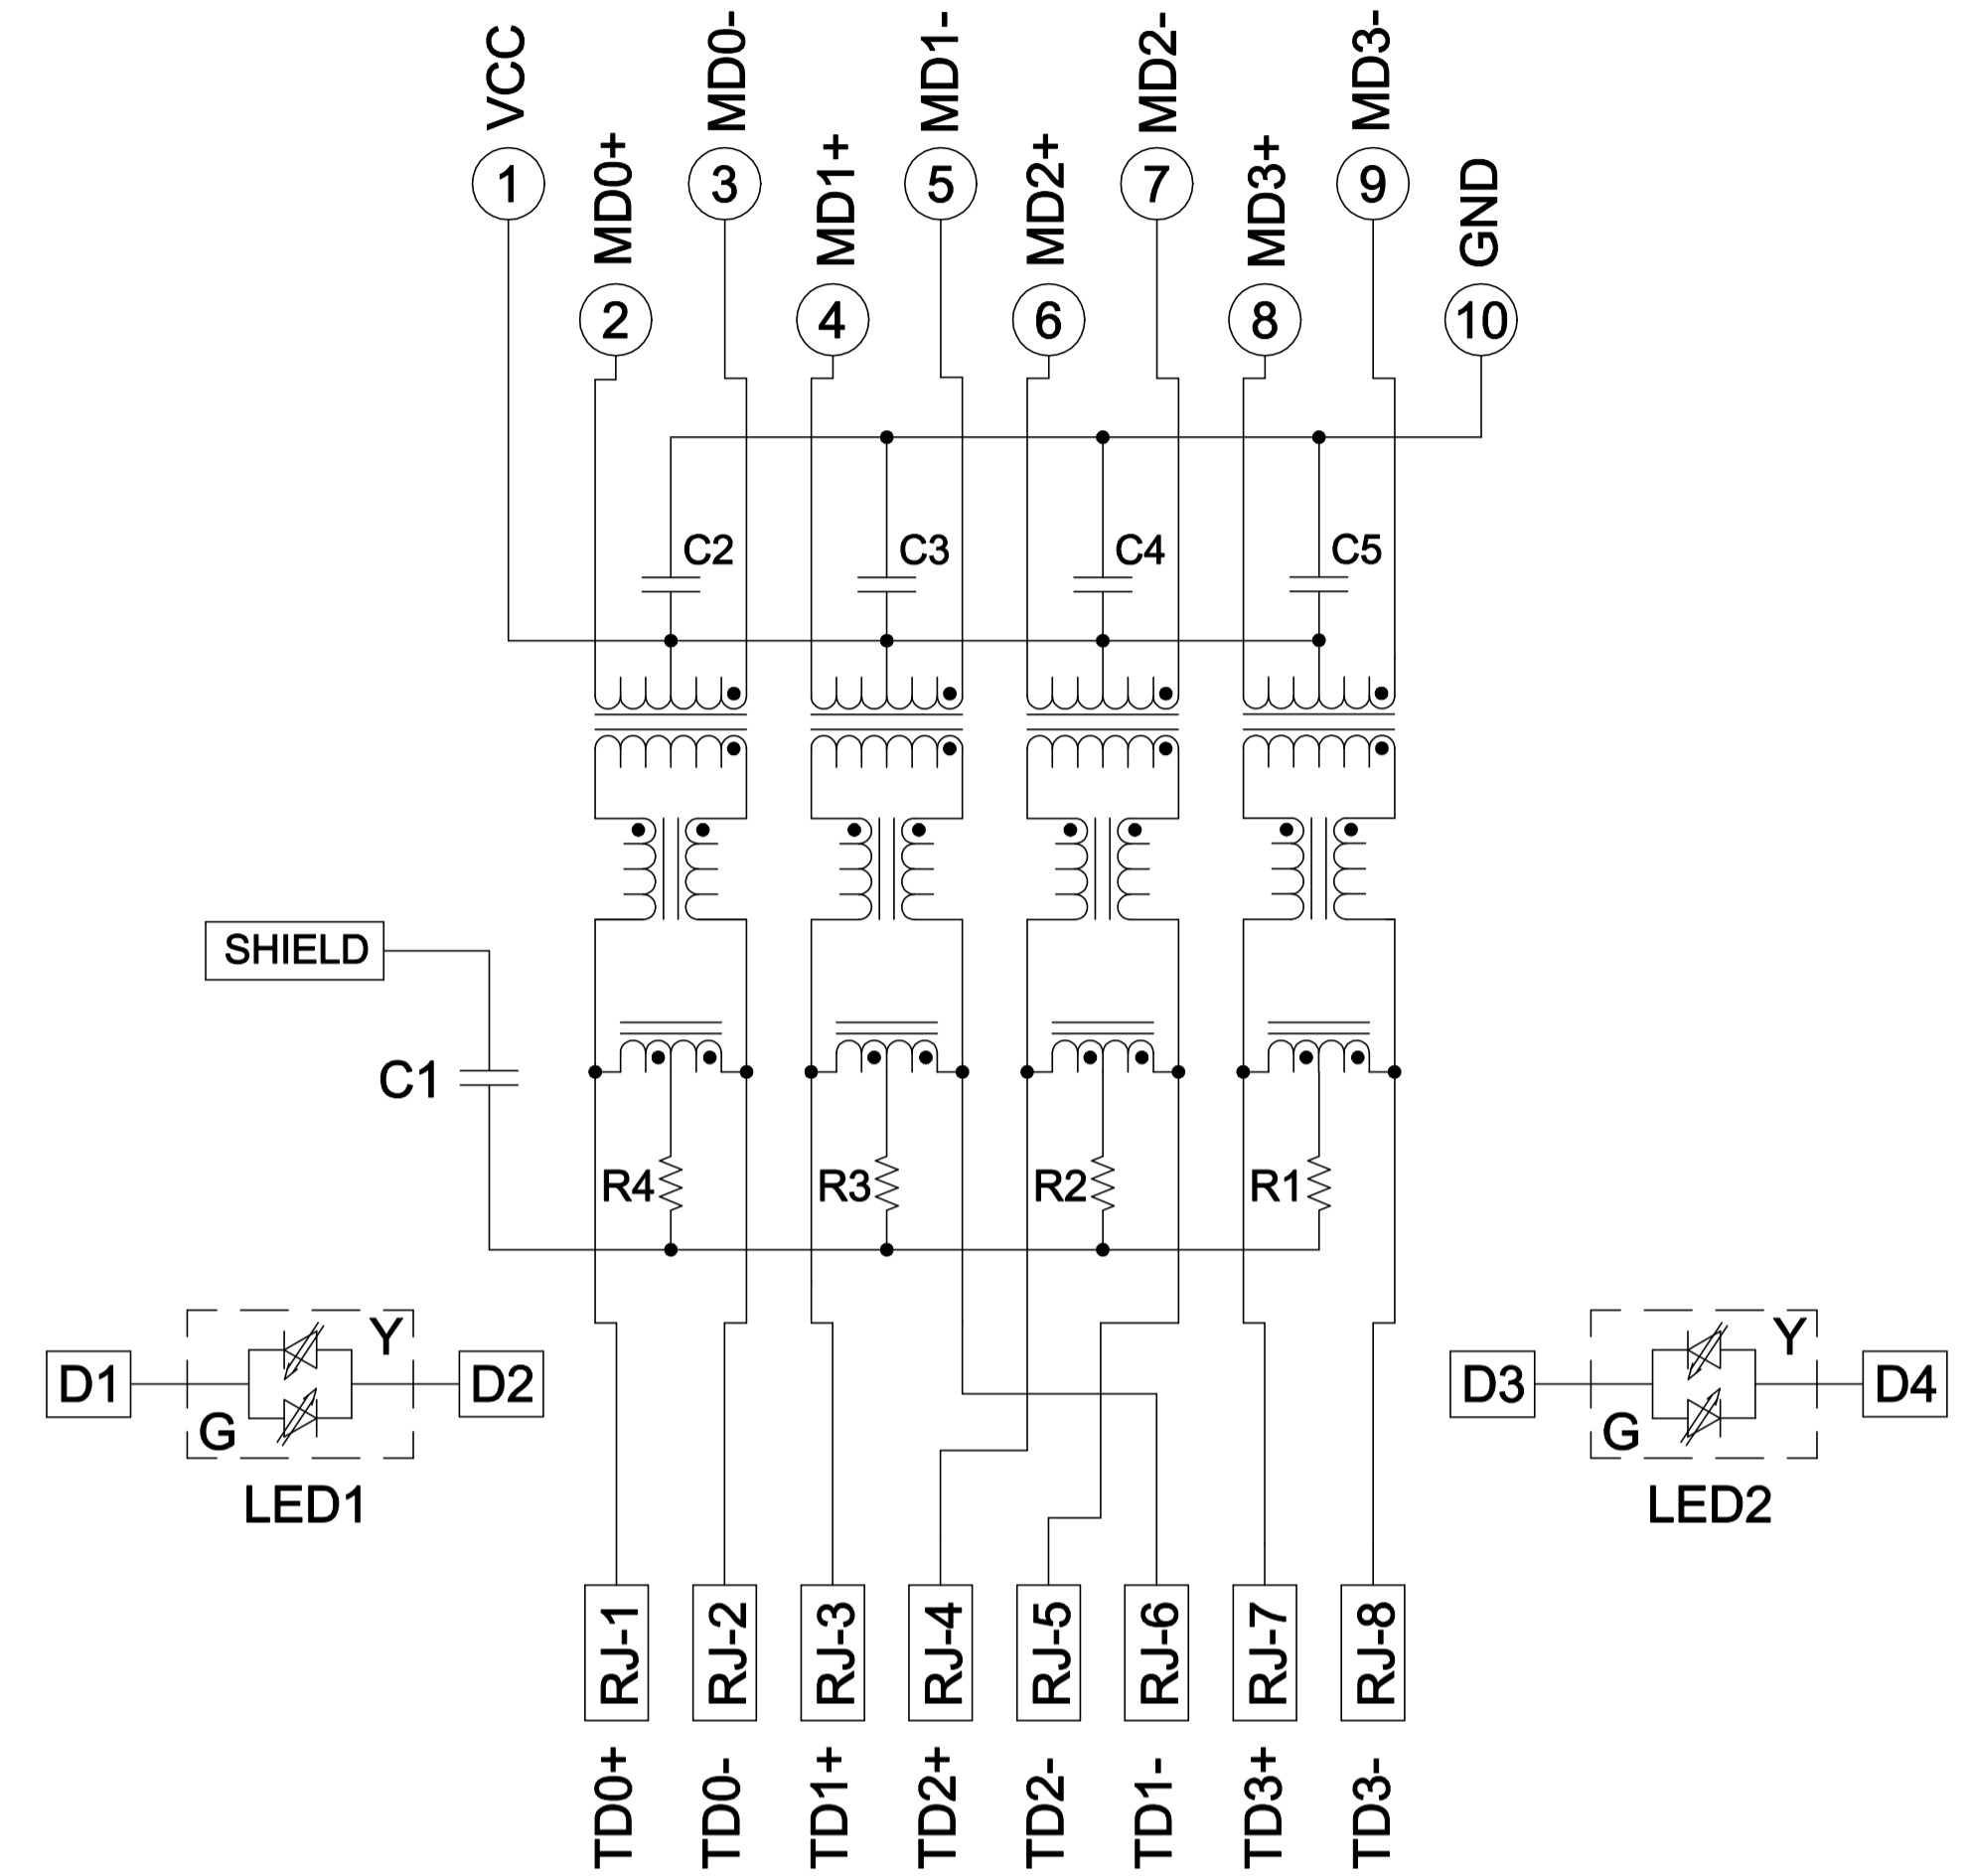 VCC
MD0-
MD1-
MD2-
MD3-
MD0+
MD1+
MD2+
MD3+
GND
1
3
5
7
9
2
4
6
8
10
C2
C3
C4
C5
SHIELD
C1
R4
R3
R2
R1
D1
Y
G
D2
LED1
D3
Y
G
D4
LED2
RJ-1
RJ-2
RJ-3
RJ-4
RJ-5
RJ-6
RJ-7
RJ-8
TD0+
TD0-
TD1+
TD2+
TD2-
TD1-
TD3+
TD3-